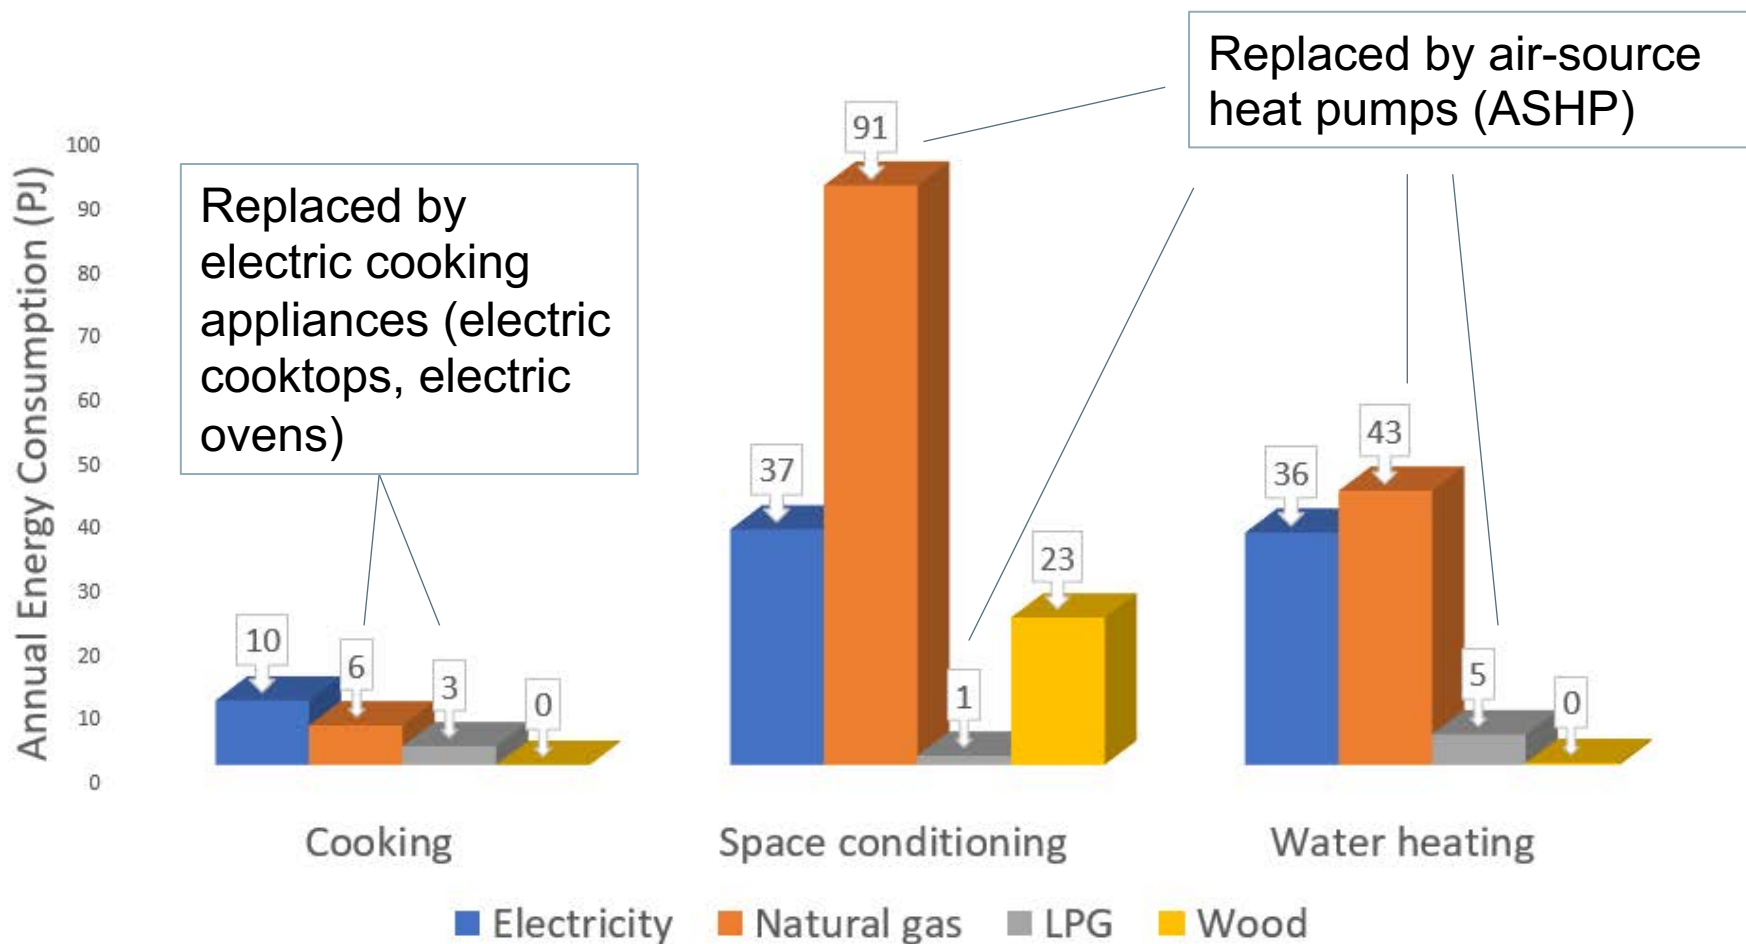 Replaced by air-source
heat pumps (ASHP)
Replaced by
electric cooking
appliances (electric
cooktops, electric
ovens)
Annual Energy Consumption (PJ)
100
90
80
70
60
50
40
30
20
10
0
10
6
3
0
37
91
1
23
36
43
5
0
Cooking
Space conditioning
Water heating
Electricity
Natural gas
LPG
Wood